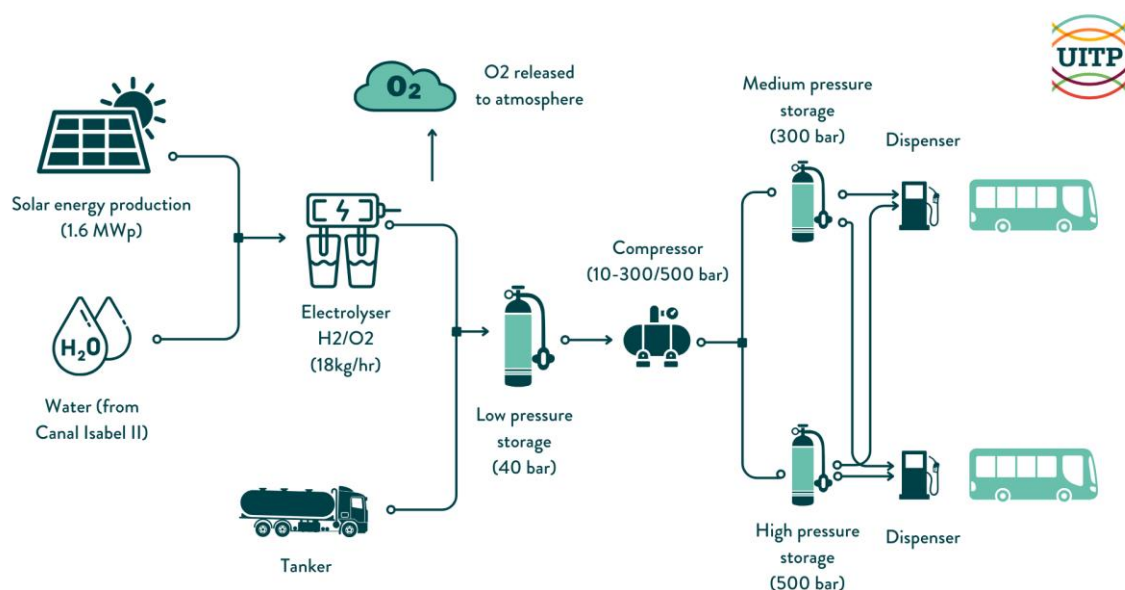 UITP
O2
O2 released
to atmosphere
Medium pressure
storage
(300 bar)
Dispenser
Solar energy production
(1.6 MWp)
Compressor
(10-300/500 bar)
Electrolyser
H2/O2
(18kg/hr)
H₂O
Water (from
Canal Isabel II)
Low pressure
storage
(40 bar)
Tanker
High pressure
storage
(500 bar)
Dispenser